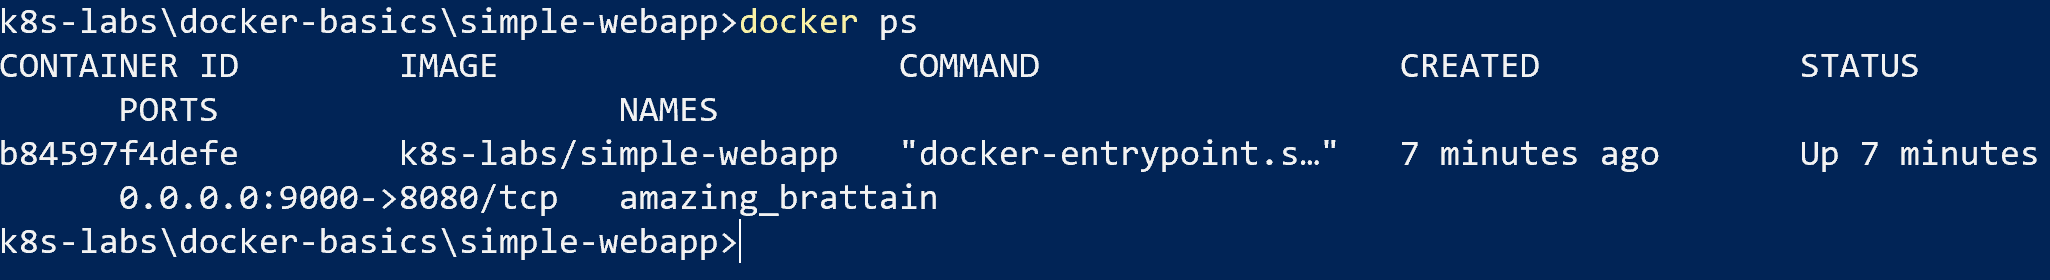 k8s-labs\docker-basics\simple-webapp>docker ps
CONTAINER ID        IMAGE                    COMMAND                  CREATED             STATUS
      PORTS                    NAMES
b84597f4defe        k8s-labs/simple-webapp   "docker-entrypoint.s…"   7 minutes ago       Up 7 minutes
      0.0.0.0:9000->8080/tcp   amazing_brattain
k8s-labs\docker-basics\simple-webapp>